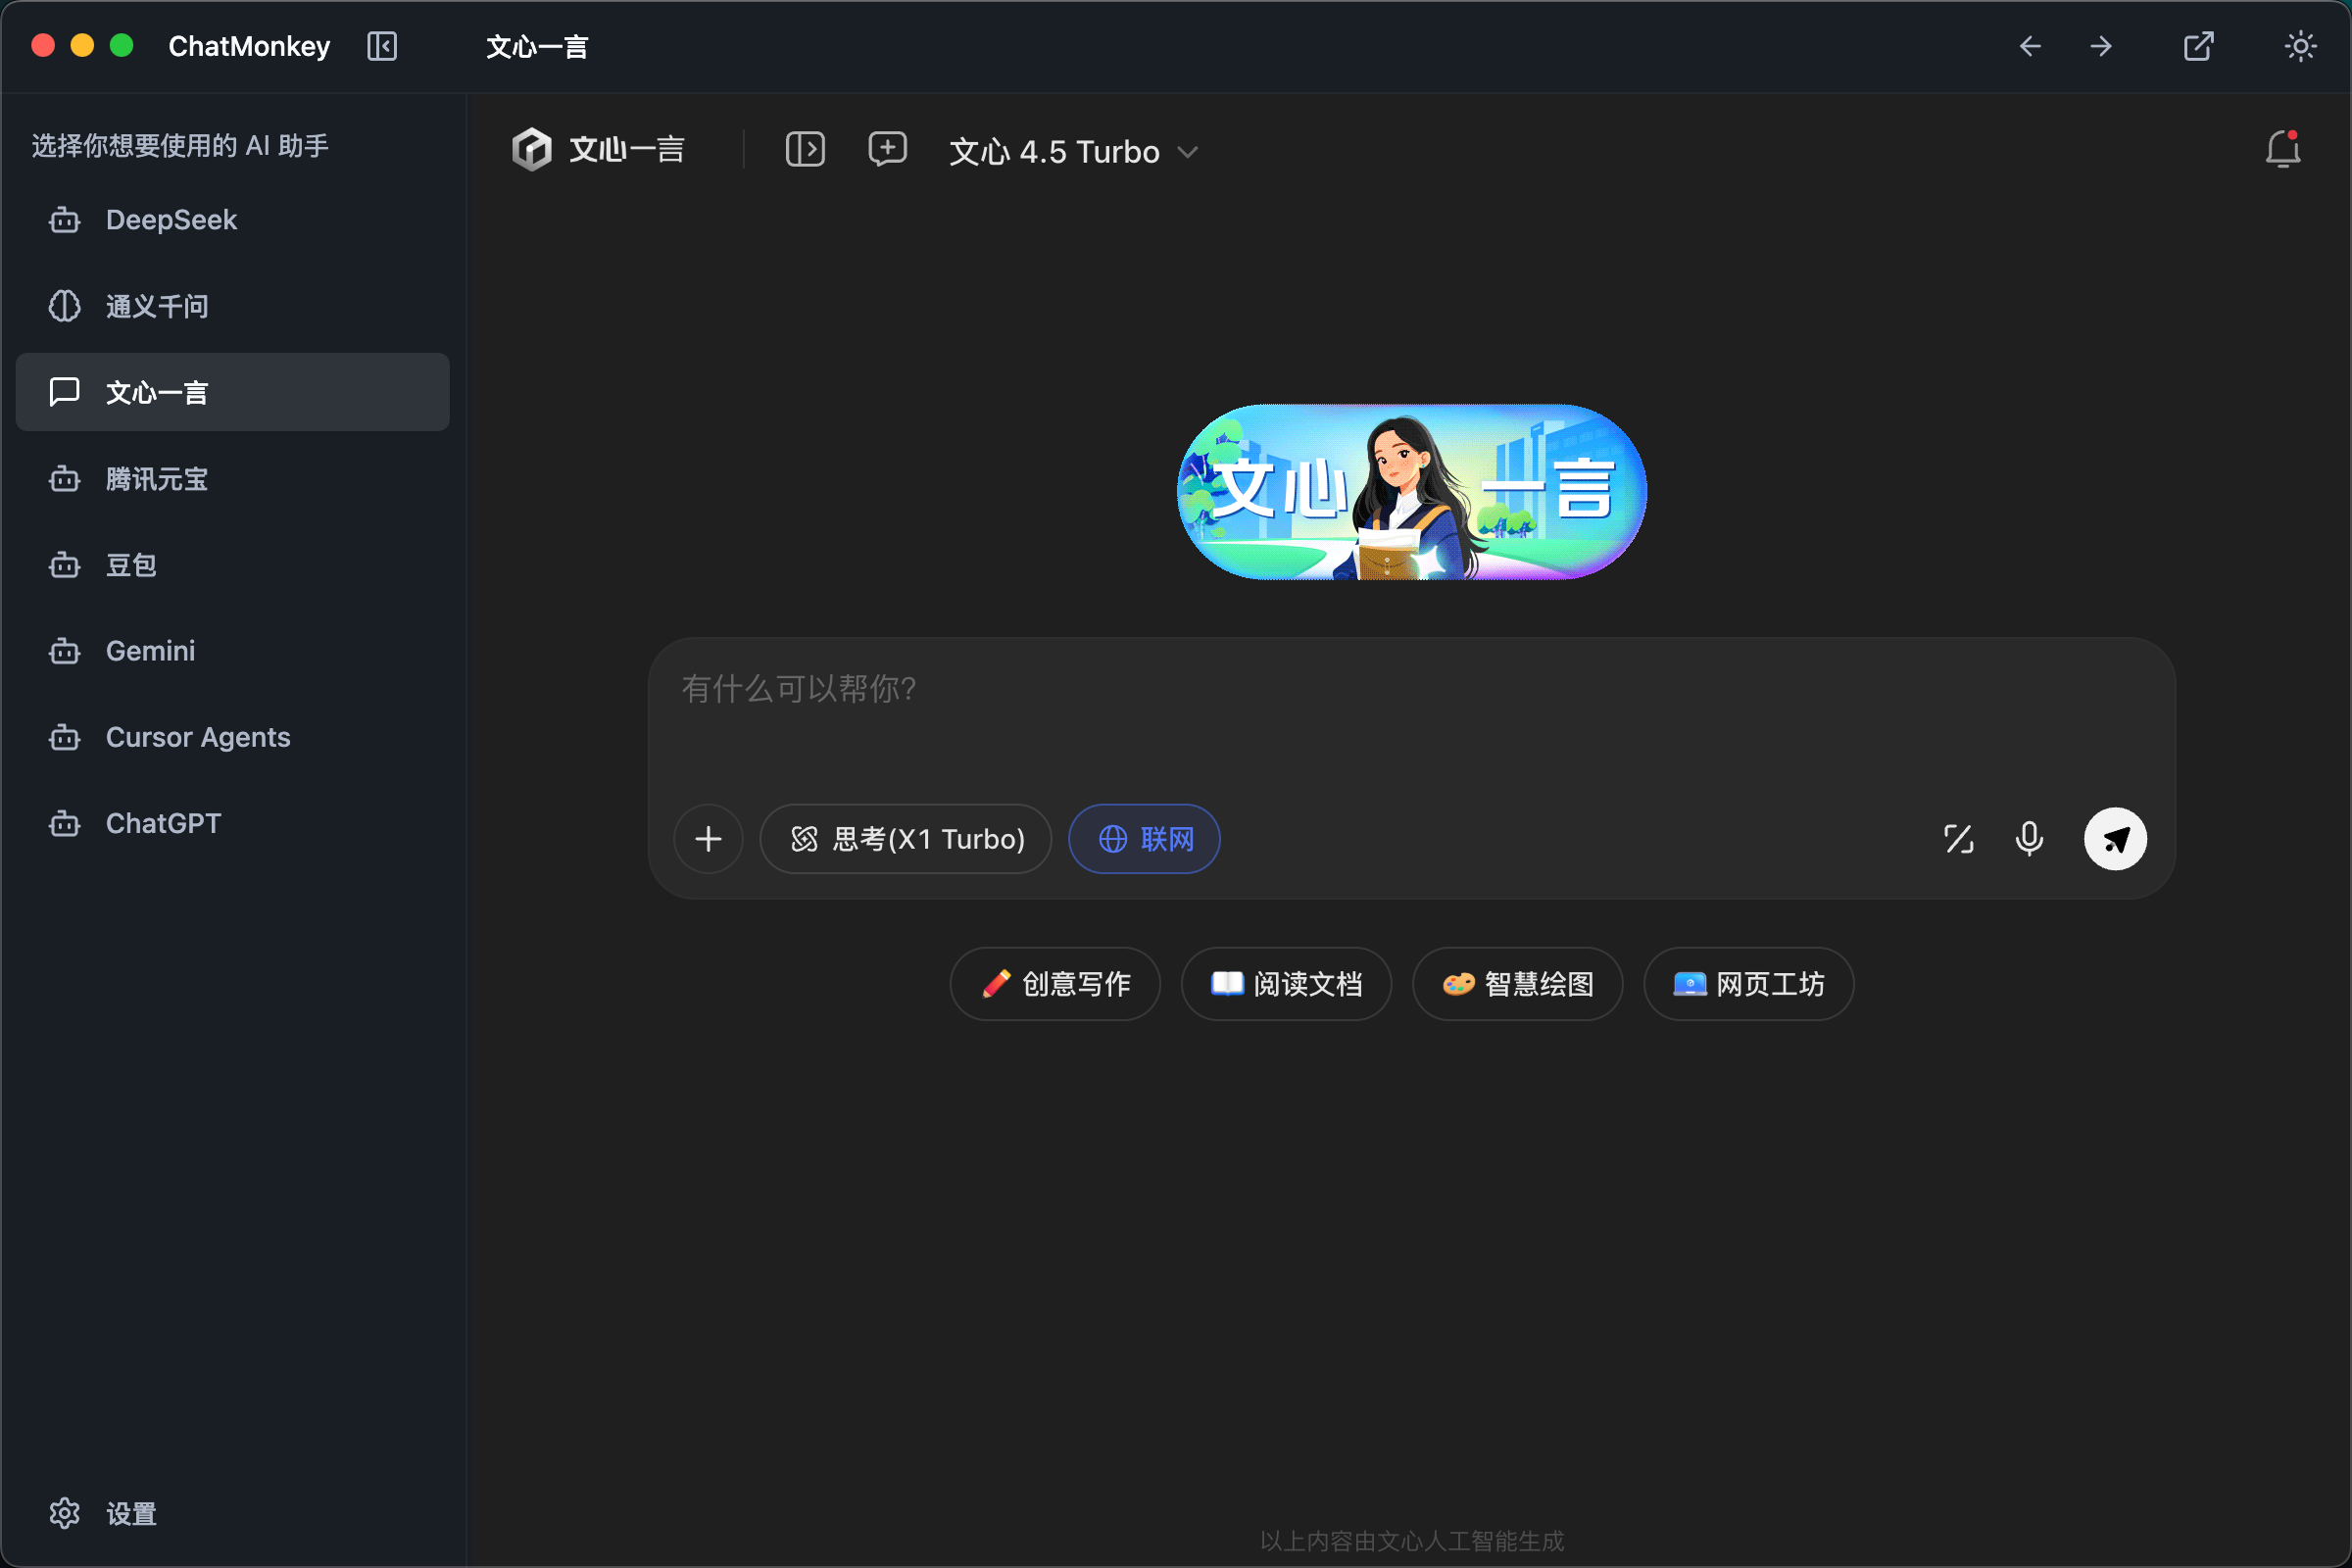 ChatMonkey
文心一言
选择你想要使用的 AI 助手
DeepSeek
通义千问
文心一言
腾讯元宝
豆包
Gemini
Cursor Agents
ChatGPT
设置
文心一言
文心 4.5 Turbo
文心一言
有什么可以帮你?
思考(X1 Turbo)
联网
创意写作
阅读文档
智慧绘图
网页工坊
以上内容由文心人工智能生成